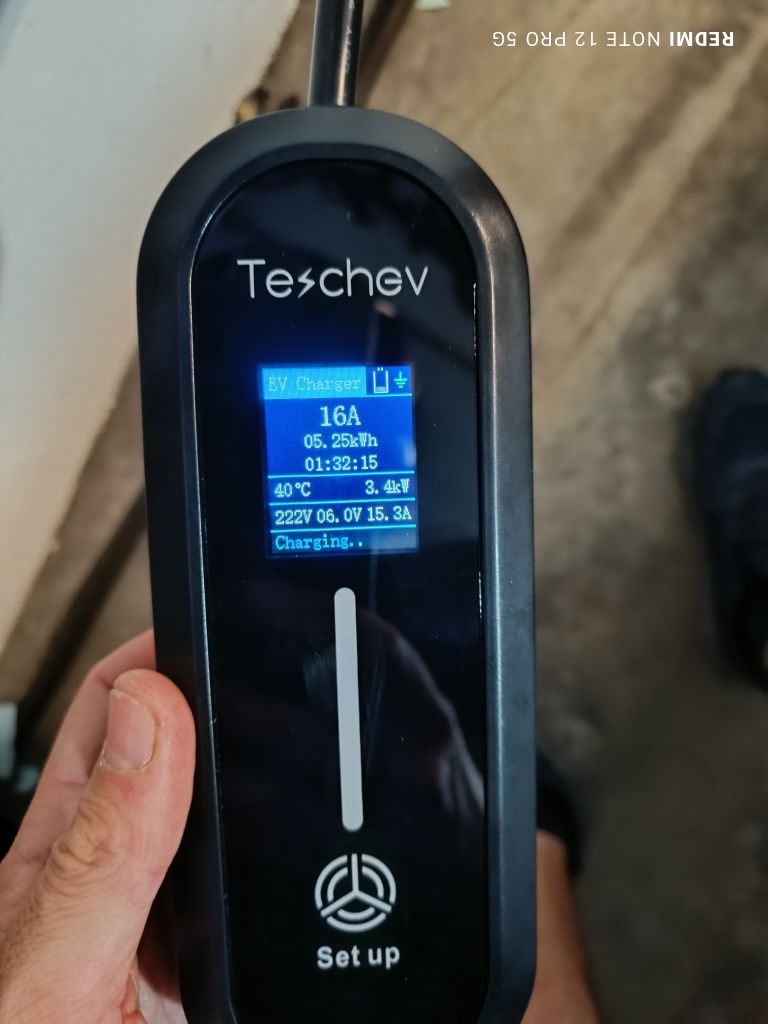 REDMI NOTE 12 PRO 5G
Teschev
EV Charger
16A
05.25kWh
01:32:15
40°C 3.4kW
222V 06.0V 15.3A
Charging..
Set up